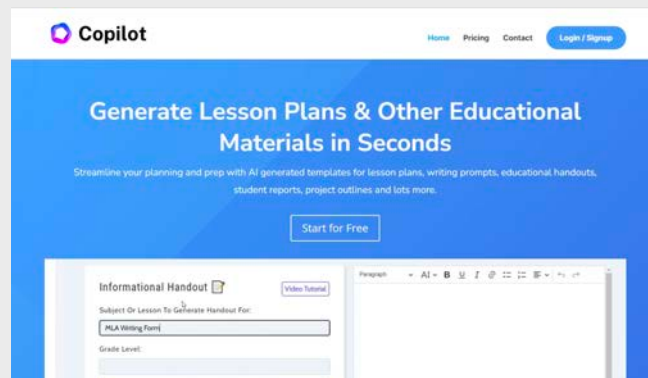 Copilot
Home Pricing Contact Login / Signup
Generate Lesson Plans & Other Educational
Materials in Seconds
Streamline your planning and prep with AI generated templates for lesson plans, writing prompts, educational handouts,
student reports, project outlines and lots more.
Start for Free
Informational Handout
Video Tutorial
Paragraph AI B U I
Subject Or Lesson To Generate Handout For:
MLA Writing Form
Grade Level: